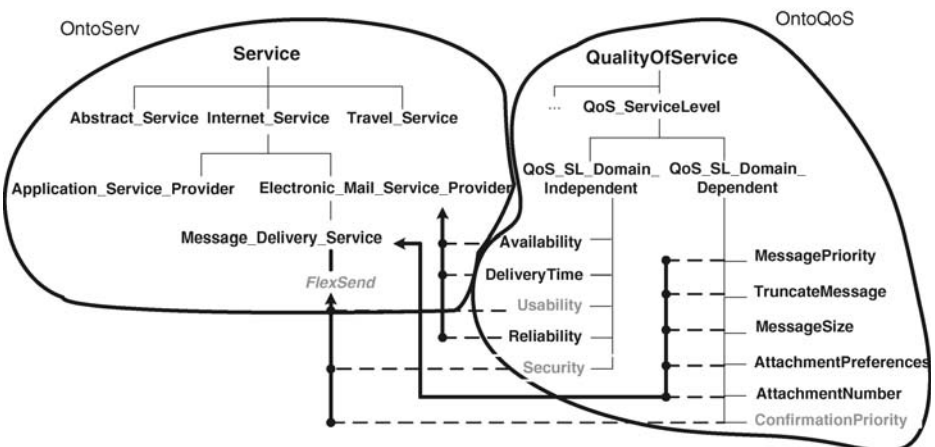 OntoServ
OntoQoS
Service
Abstract_Service Internet_Service Travel_Service
Application_Service_Provider Electronic_Mail_Service_Provider
Message_Delivery_Service
FlexSend
QualityOfService
... QoS_ServiceLevel
QoS_SL_Domain_
Independent
QoS_SL_Domain_
Dependent
Availability
DeliveryTime
Usability
Reliability
Security
MessagePriority
TruncateMessage
MessageSize
AttachmentPreferences
AttachmentNumber
ConfirmationPriority